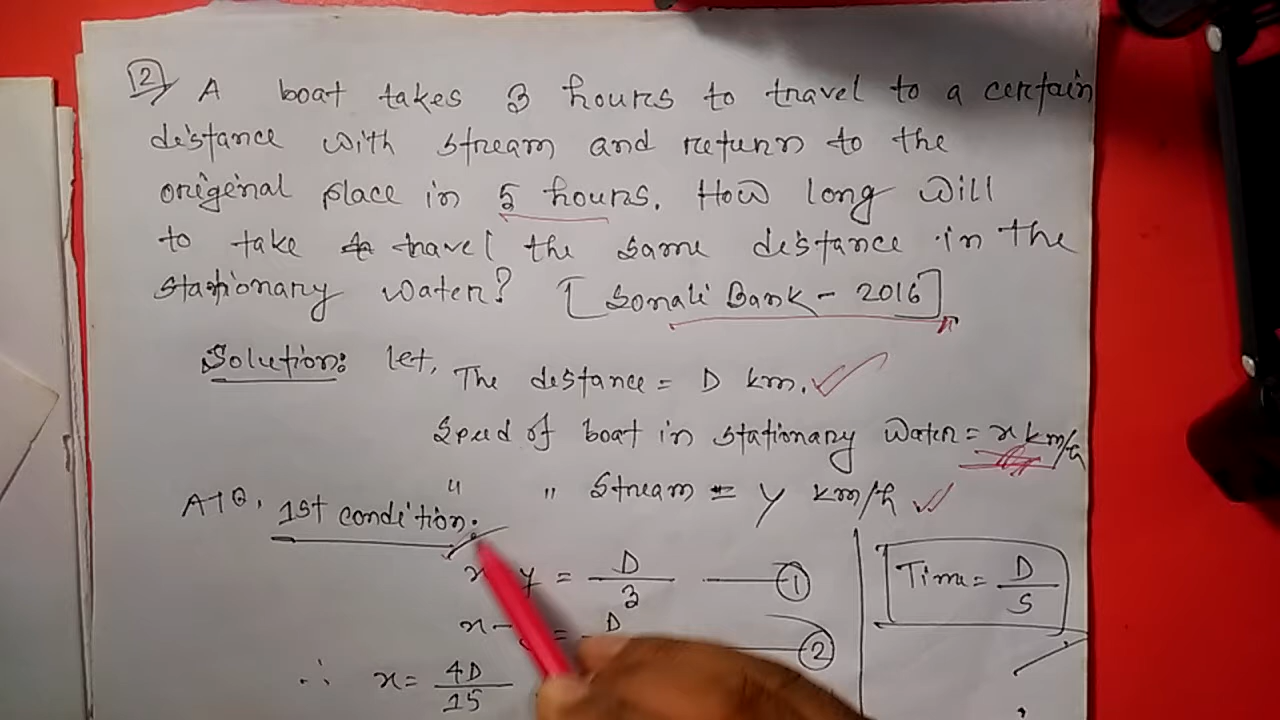 2) A boat takes 3 hours to travel to a certain
distance with stream and return to the
original place in 5 hours. How long will
to take travel the same distance in the
stationary water? [Sonali Bank - 2016]
Solution: let, The distance = D km.
Speed of boat in stationary water = x km/h
" " Stream = y km/h
ATQ, 1st condition:
x y = D/3 ——— 1
x - = D ——— 2
∴ x = 4D/15
Time = D/S